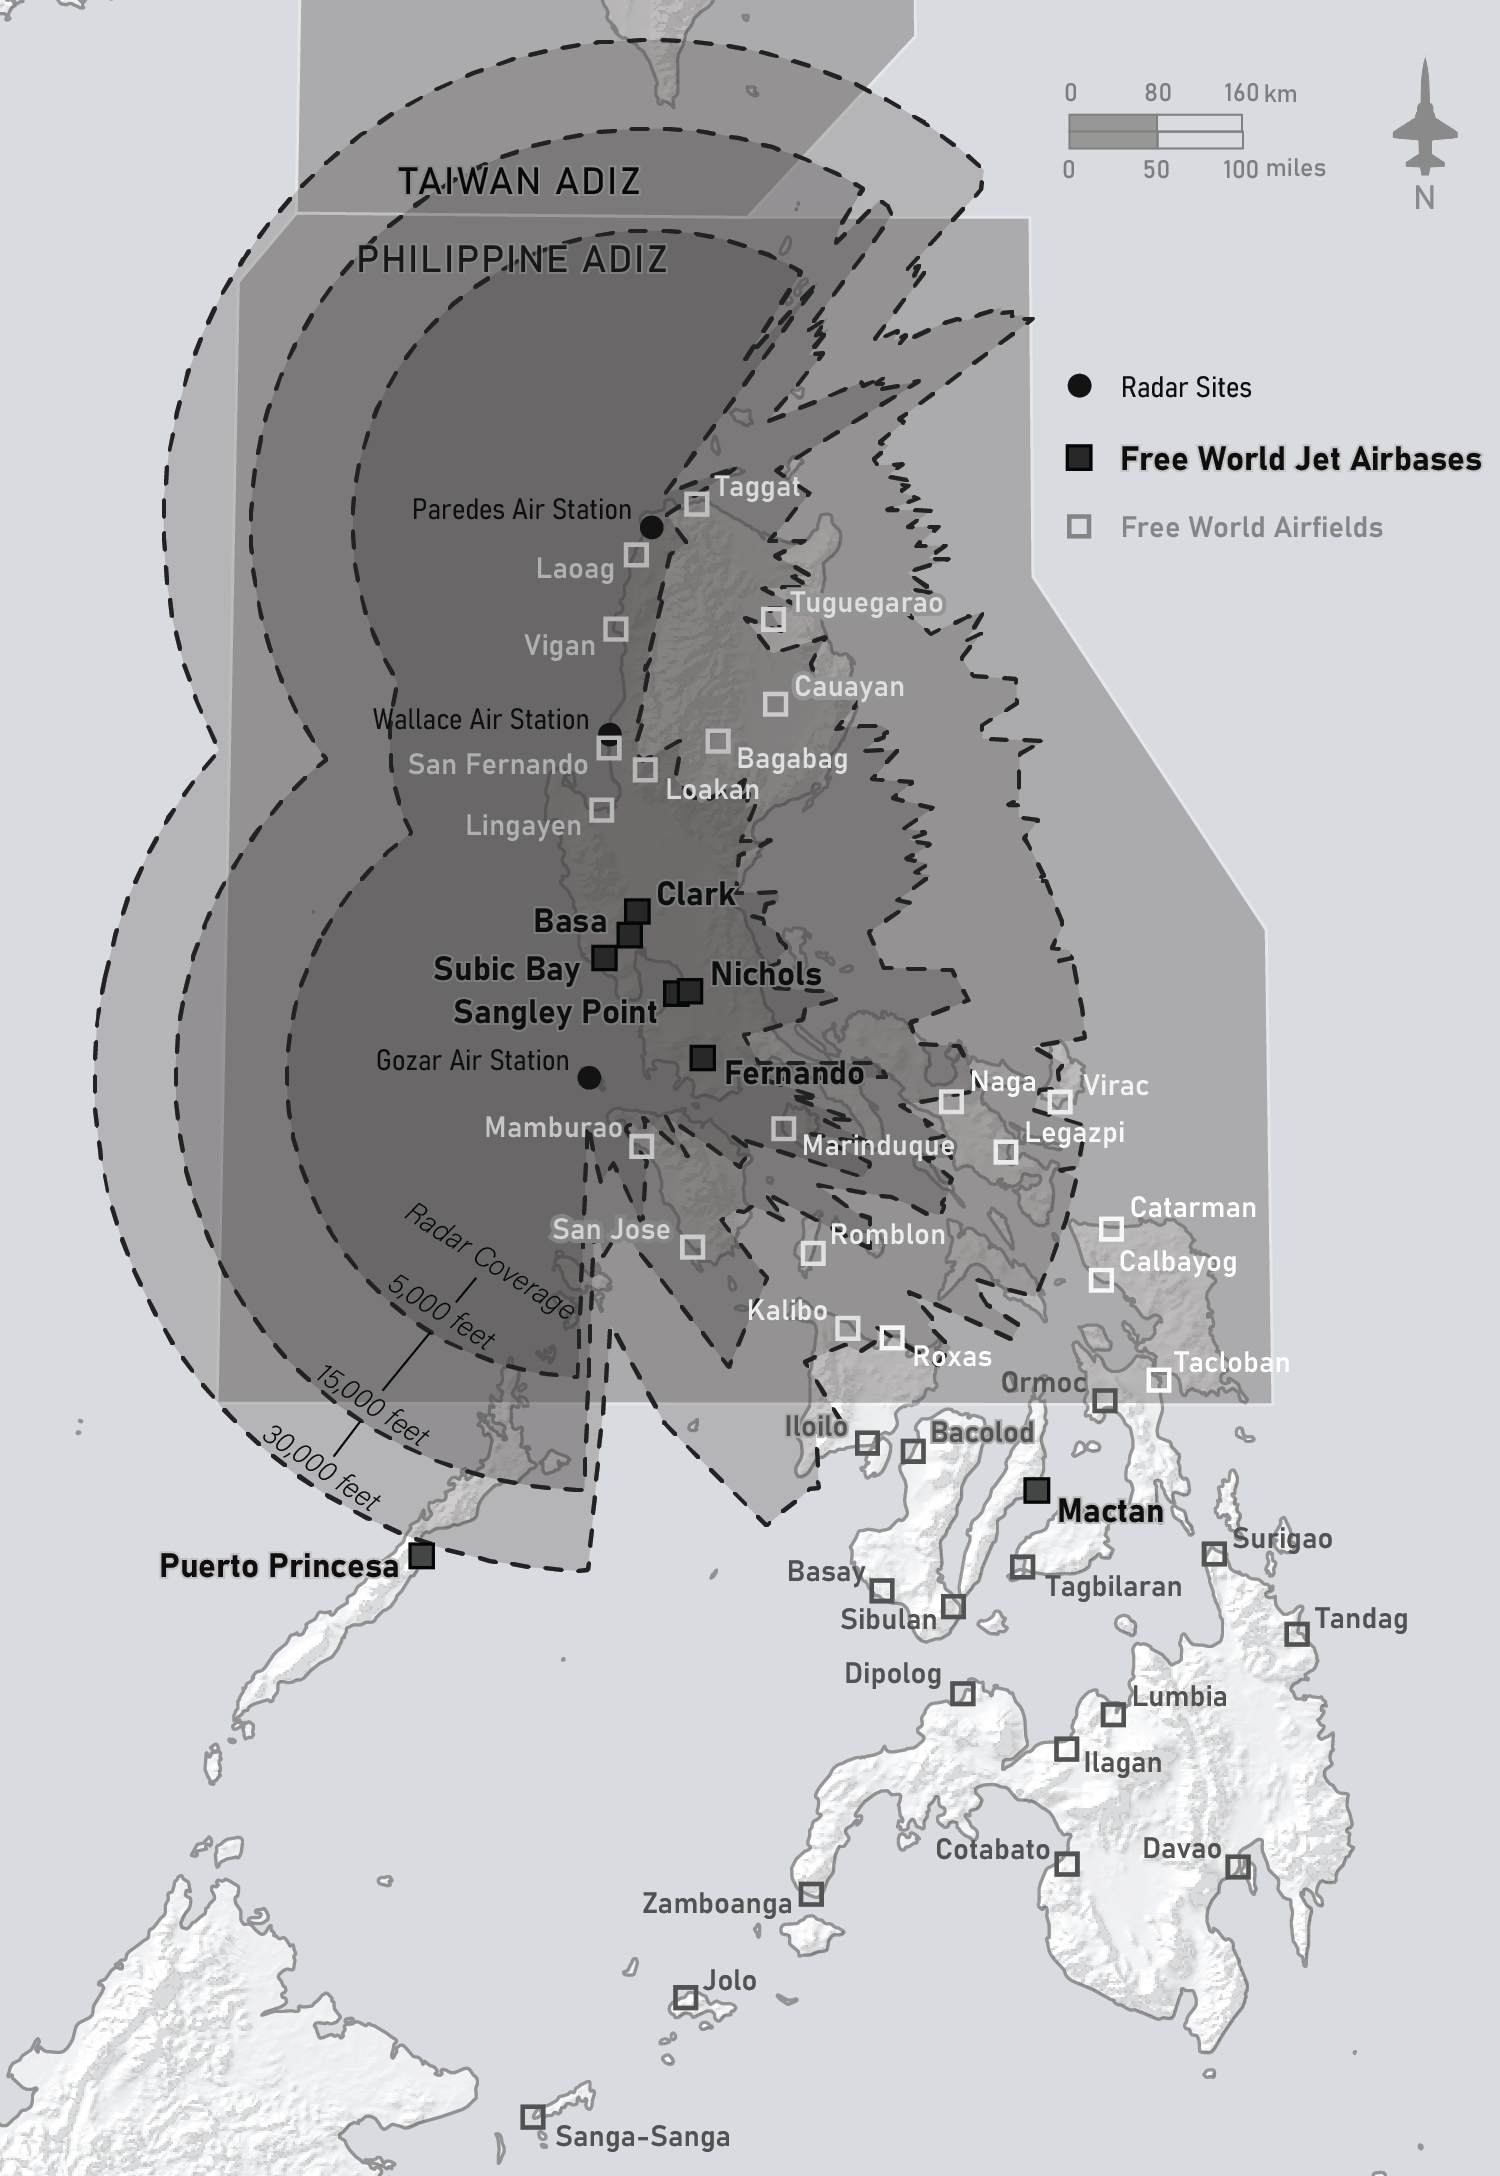 0 80 160 km
0 50 100 miles
N
TAIWAN ADIZ
PHILIPPINE ADIZ
Radar Sites
Free World Jet Airbases
Free World Airfields
Taggat
Paredes Air Station
Laoag
Tuguegarao
Vigan
Cauayan
Wallace Air Station
San Fernando
Bagabag
Loakan
Lingayen
Clark
Basa
Subic Bay
Nichols
Sangley Point
Gozar Air Station
Fernando
Naga
Virac
Mamburao
Marinduque
Legazpi
Catarman
San Jose
Romblon
Calbayog
Radar Coverage
5,000 feet
15,000 feet
30,000 feet
Kalibo
Roxas
Tacloban
Ormoc
Iloilo
Bacolod
Mactan
Puerto Princesa
Surigao
Basay
Tagbilaran
Sibulan
Tandag
Dipolog
Lumbia
Ilagan
Cotabato
Davao
Zamboanga
Jolo
Sanga-Sanga